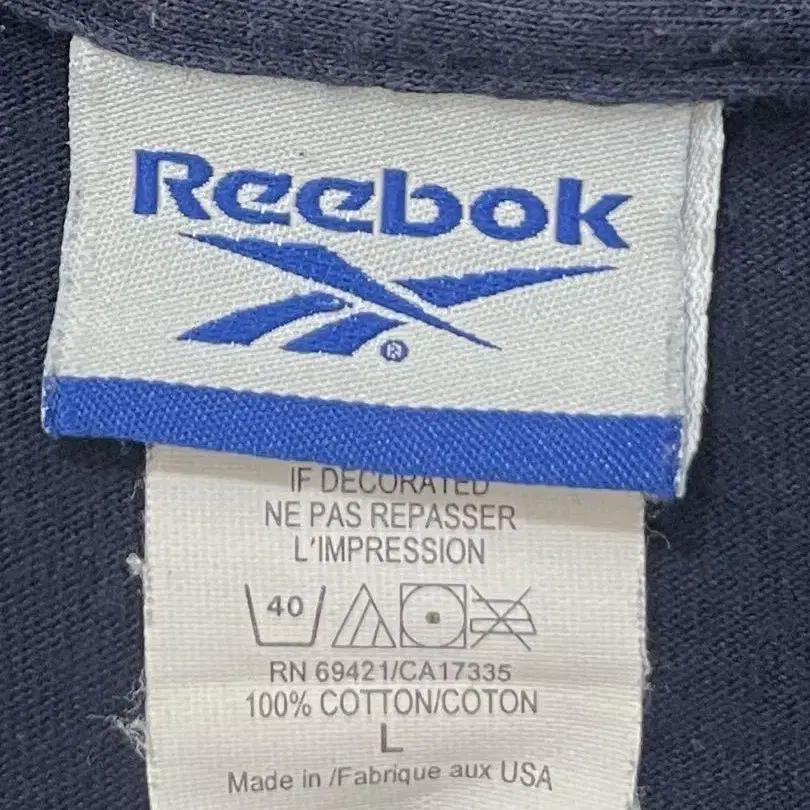 Reebok
®
IF DECORATED
NE PAS REPASSER
L'IMPRESSION
40
RN 69421/CA17335
100% COTTON/COTON
L
Made in /Fabrique aux USA